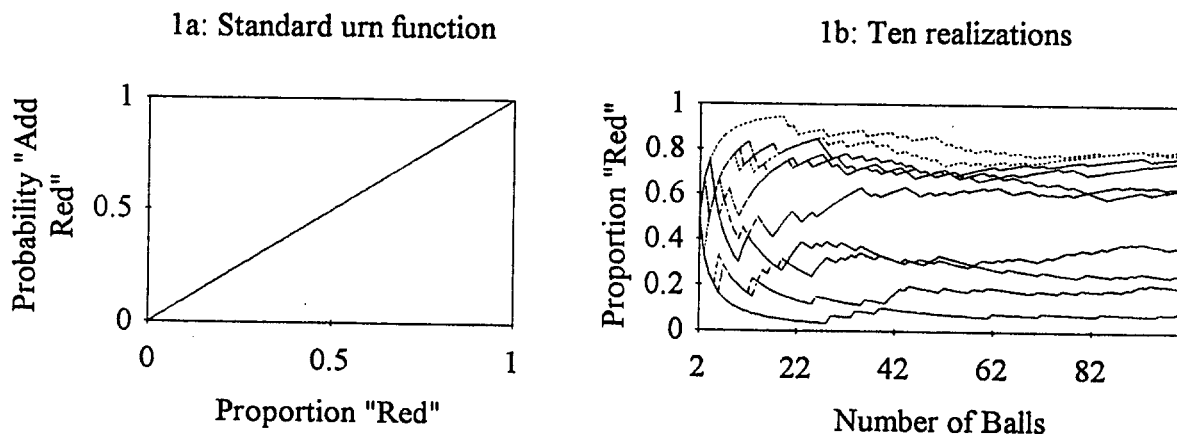 1a: Standard urn function
Probability "Add
Red"
1
0.5
0
0
0.5
1
Proportion "Red"
1b: Ten realizations
Proportion "Red"
1
0.8
0.6
0.4
0.2
0
2
22
42
62
82
Number of Balls